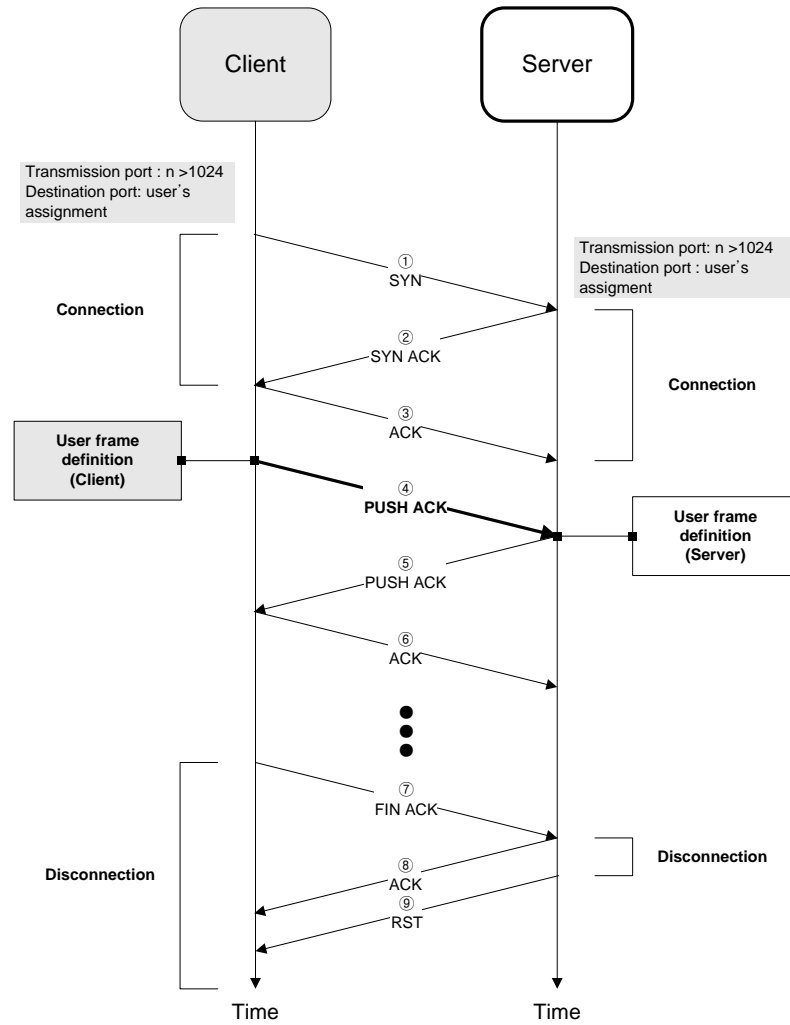 Client
Server
Transmission port : n >1024
Destination port: user's
assignment
Transmission port: n >1024
Destination port : user's
assigment
①
SYN
Connection
②
SYN ACK
Connection
③
ACK
User frame
definition
(Client)
④
PUSH ACK
User frame
definition
(Server)
⑤
PUSH ACK
⑥
ACK
⑦
FIN ACK
Disconnection
⑧
ACK
Disconnection
⑨
RST
Time
Time